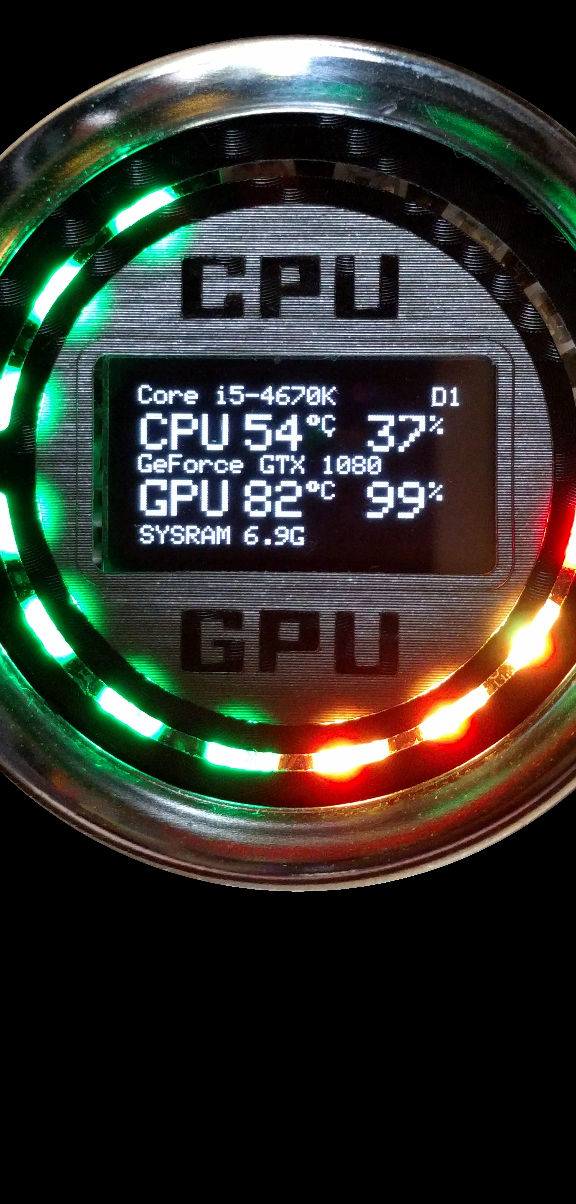 CPU
Core i5-4670K D1
CPU 54°C 37%
GeForce GTX 1080
GPU 82°C 99%
SYSRAM 6.9G
GPU